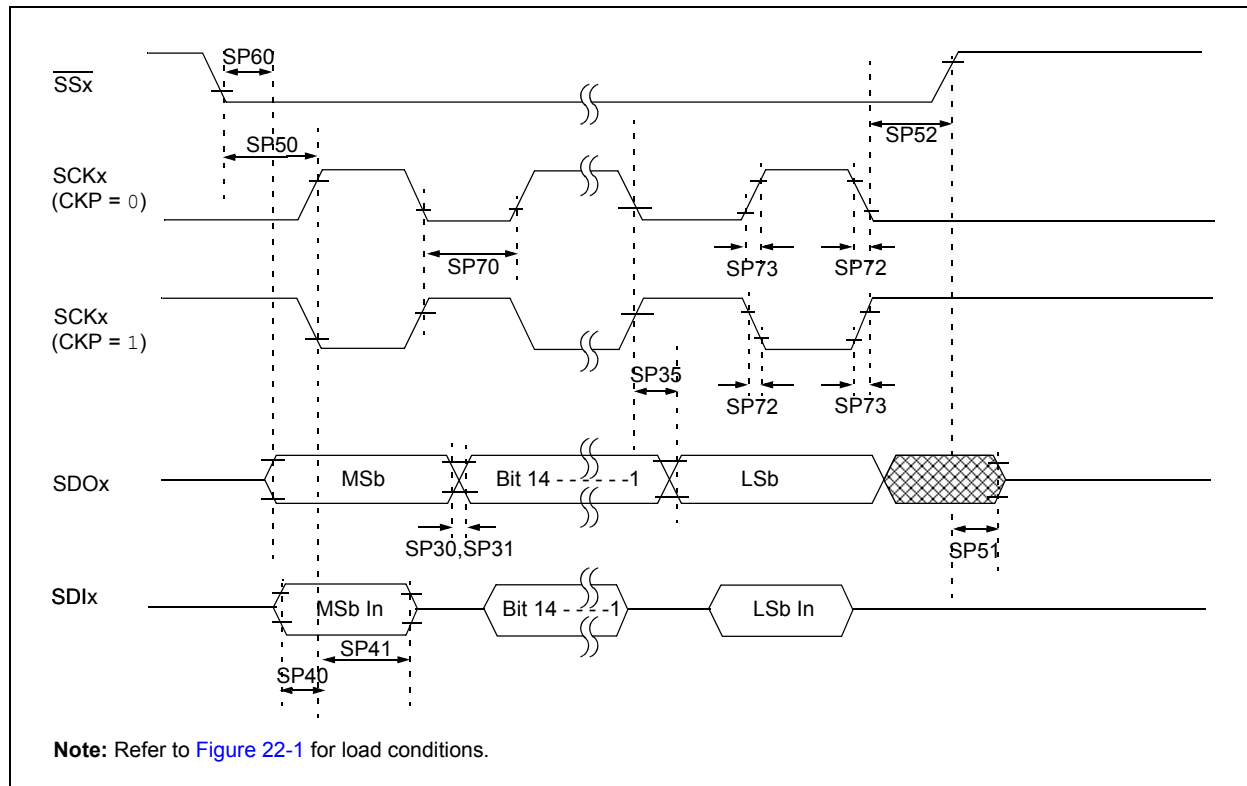 SP60
SSx
SP52
SP50
SCKx
(CKP = 0)
SP70
SP73
SP72
SCKx
(CKP = 1)
SP35
SP72
SP73
SDOx
MSb
Bit 14 - - - - - -1
LSb
SP30,SP31
SP51
SDIx
MSb In
Bit 14 - - - -1
LSb In
SP41
SP40
Note: Refer to Figure 22-1 for load conditions.